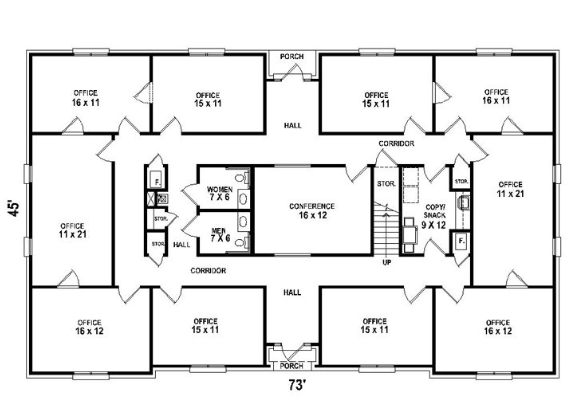 PORCH
OFFICE
16 x 11
OFFICE
15 x 11
OFFICE
15 x 11
OFFICE
16 x 11
HALL
CORRIDOR
F.
WOMEN
7 X 6
STOR.
STOR.
STOR.
CONFERENCE
16 x 12
COPY/
SNACK
9 X 12
OFFICE
11 x 21
OFFICE
11 x 21
45'
STOR.
MEN
7 X 6
HALL
F.
UP
CORRIDOR
HALL
OFFICE
16 x 12
OFFICE
15 x 11
OFFICE
15 x 11
OFFICE
16 x 12
PORCH
73'